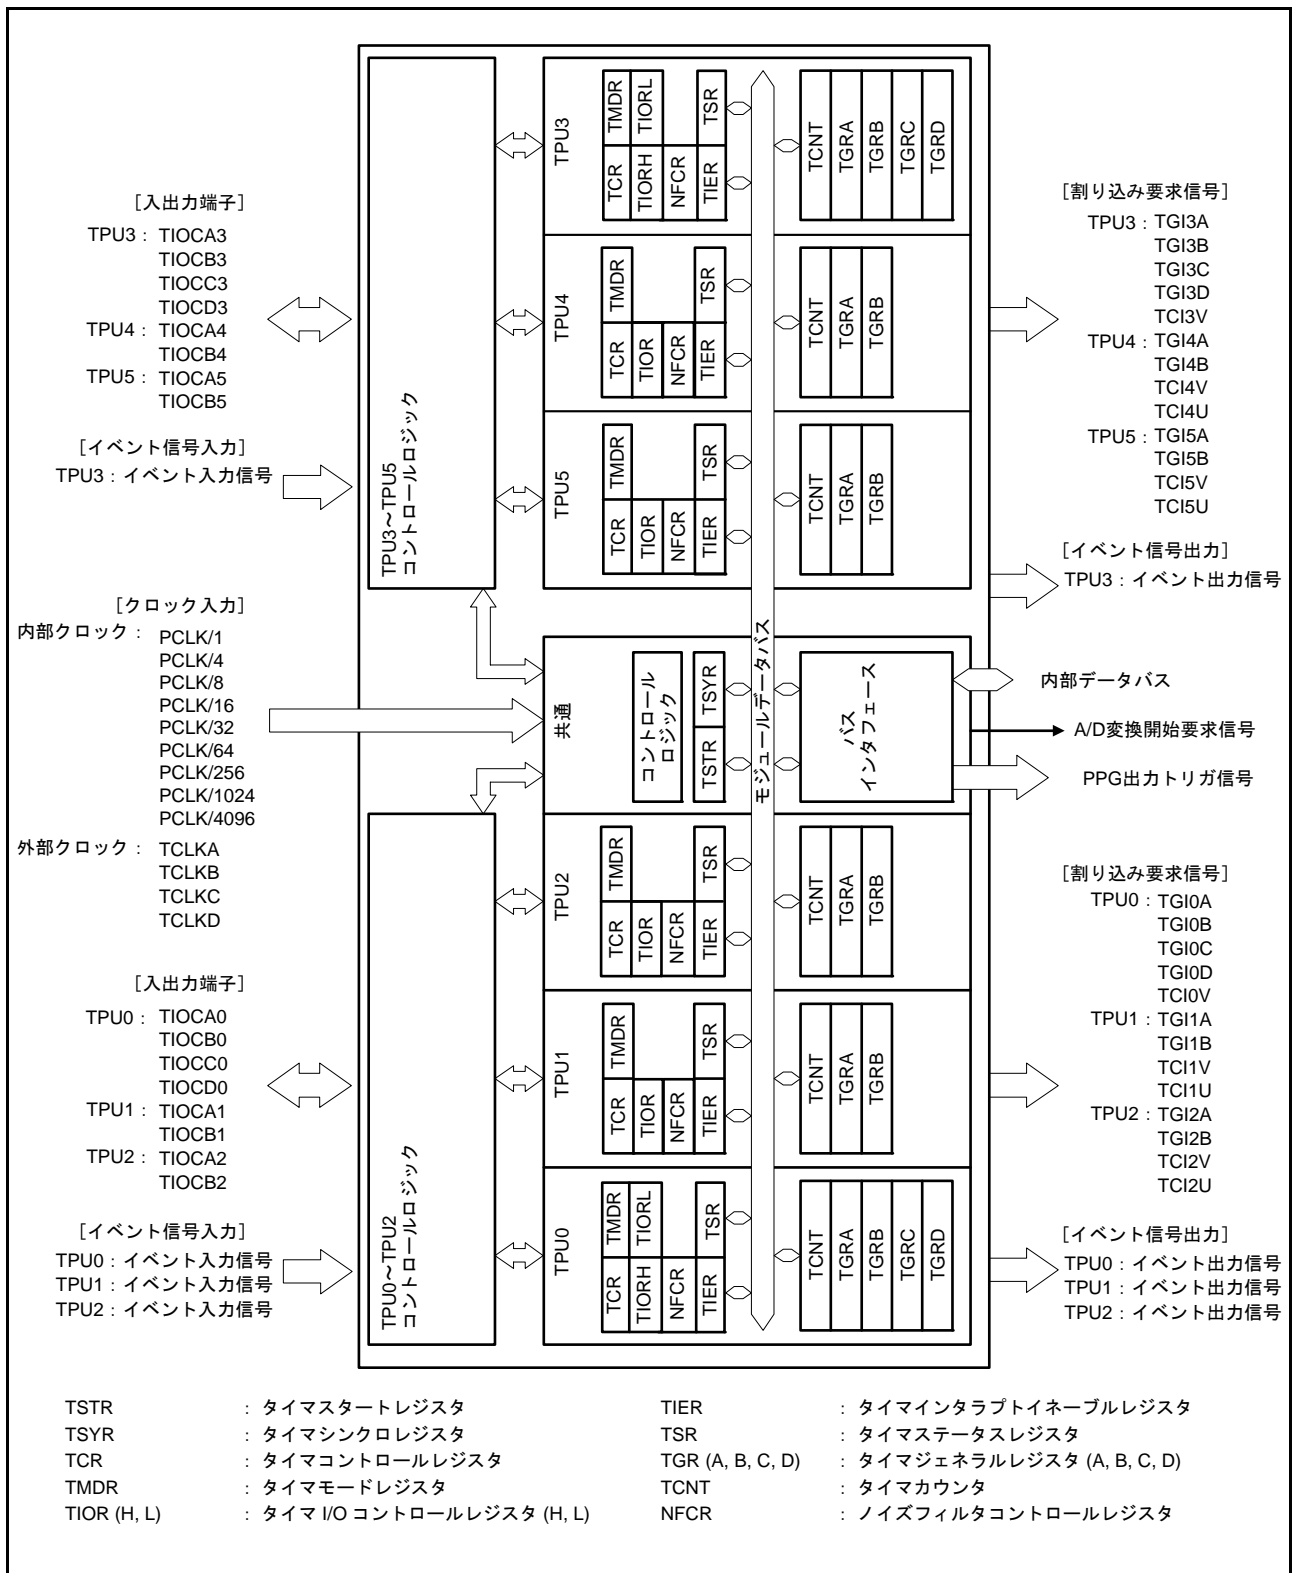 [入出力端子]
TPU3： TIOCA3
TIOCB3
TIOCC3
TIOCD3
TPU4： TIOCA4
TIOCB4
TPU5： TIOCA5
TIOCB5
[イベント信号入力]
TPU3：イベント入力信号
[クロック入力]
内部クロック： PCLK/1
PCLK/4
PCLK/8
PCLK/16
PCLK/32
PCLK/64
PCLK/256
PCLK/1024
PCLK/4096
外部クロック： TCLKA
TCLKB
TCLKC
TCLKD
[入出力端子]
TPU0： TIOCA0
TIOCB0
TIOCC0
TIOCD0
TPU1： TIOCA1
TIOCB1
TPU2： TIOCA2
TIOCB2
[イベント信号入力]
TPU0：イベント入力信号
TPU1：イベント入力信号
TPU2：イベント入力信号
TPU3～TPU5
コントロールロジック
TPU0～TPU2
コントロールロジック
TPU3
TMDR TIORL TSR
TCR TIORH NFCR TIER
TCNT TGRA TGRB TGRC TGRD
TPU4
TMDR TSR
TCR TIOR NFCR TIER
TCNT TGRA TGRB
TPU5
TMDR TSR
TCR TIOR NFCR TIER
TCNT TGRA TGRB
共通
コントロール
ロジック
TSYR
TSTR
モジュールデータバス
バス
インタフェース
TPU2
TMDR TSR
TCR TIOR NFCR TIER
TCNT TGRA TGRB
TPU1
TMDR TSR
TCR TIOR NFCR TIER
TCNT TGRA TGRB
TPU0
TMDR TIORL TSR
TCR TIORH NFCR TIER
TCNT TGRA TGRB TGRC TGRD
[割り込み要求信号]
TPU3：TGI3A
TGI3B
TGI3C
TGI3D
TCI3V
TPU4：TGI4A
TGI4B
TCI4V
TCI4U
TPU5：TGI5A
TGI5B
TCI5V
TCI5U
[イベント信号出力]
TPU3：イベント出力信号
内部データバス
A/D変換開始要求信号
PPG出力トリガ信号
[割り込み要求信号]
TPU0：TGI0A
TGI0B
TGI0C
TGI0D
TCI0V
TPU1：TGI1A
TGI1B
TCI1V
TCI1U
TPU2：TGI2A
TGI2B
TCI2V
TCI2U
[イベント信号出力]
TPU0：イベント出力信号
TPU1：イベント出力信号
TPU2：イベント出力信号
TSTR ：タイマスタートレジスタ
TSYR ：タイマシンクロレジスタ
TCR ：タイマコントロールレジスタ
TMDR ：タイマモードレジスタ
TIOR (H, L) ：タイマ I/O コントロールレジスタ (H, L)
TIER ：タイマインタラプトイネーブルレジスタ
TSR ：タイマステータスレジスタ
TGR (A, B, C, D) ：タイマジェネラルレジスタ (A, B, C, D)
TCNT ：タイマカウンタ
NFCR ：ノイズフィルタコントロールレジスタ